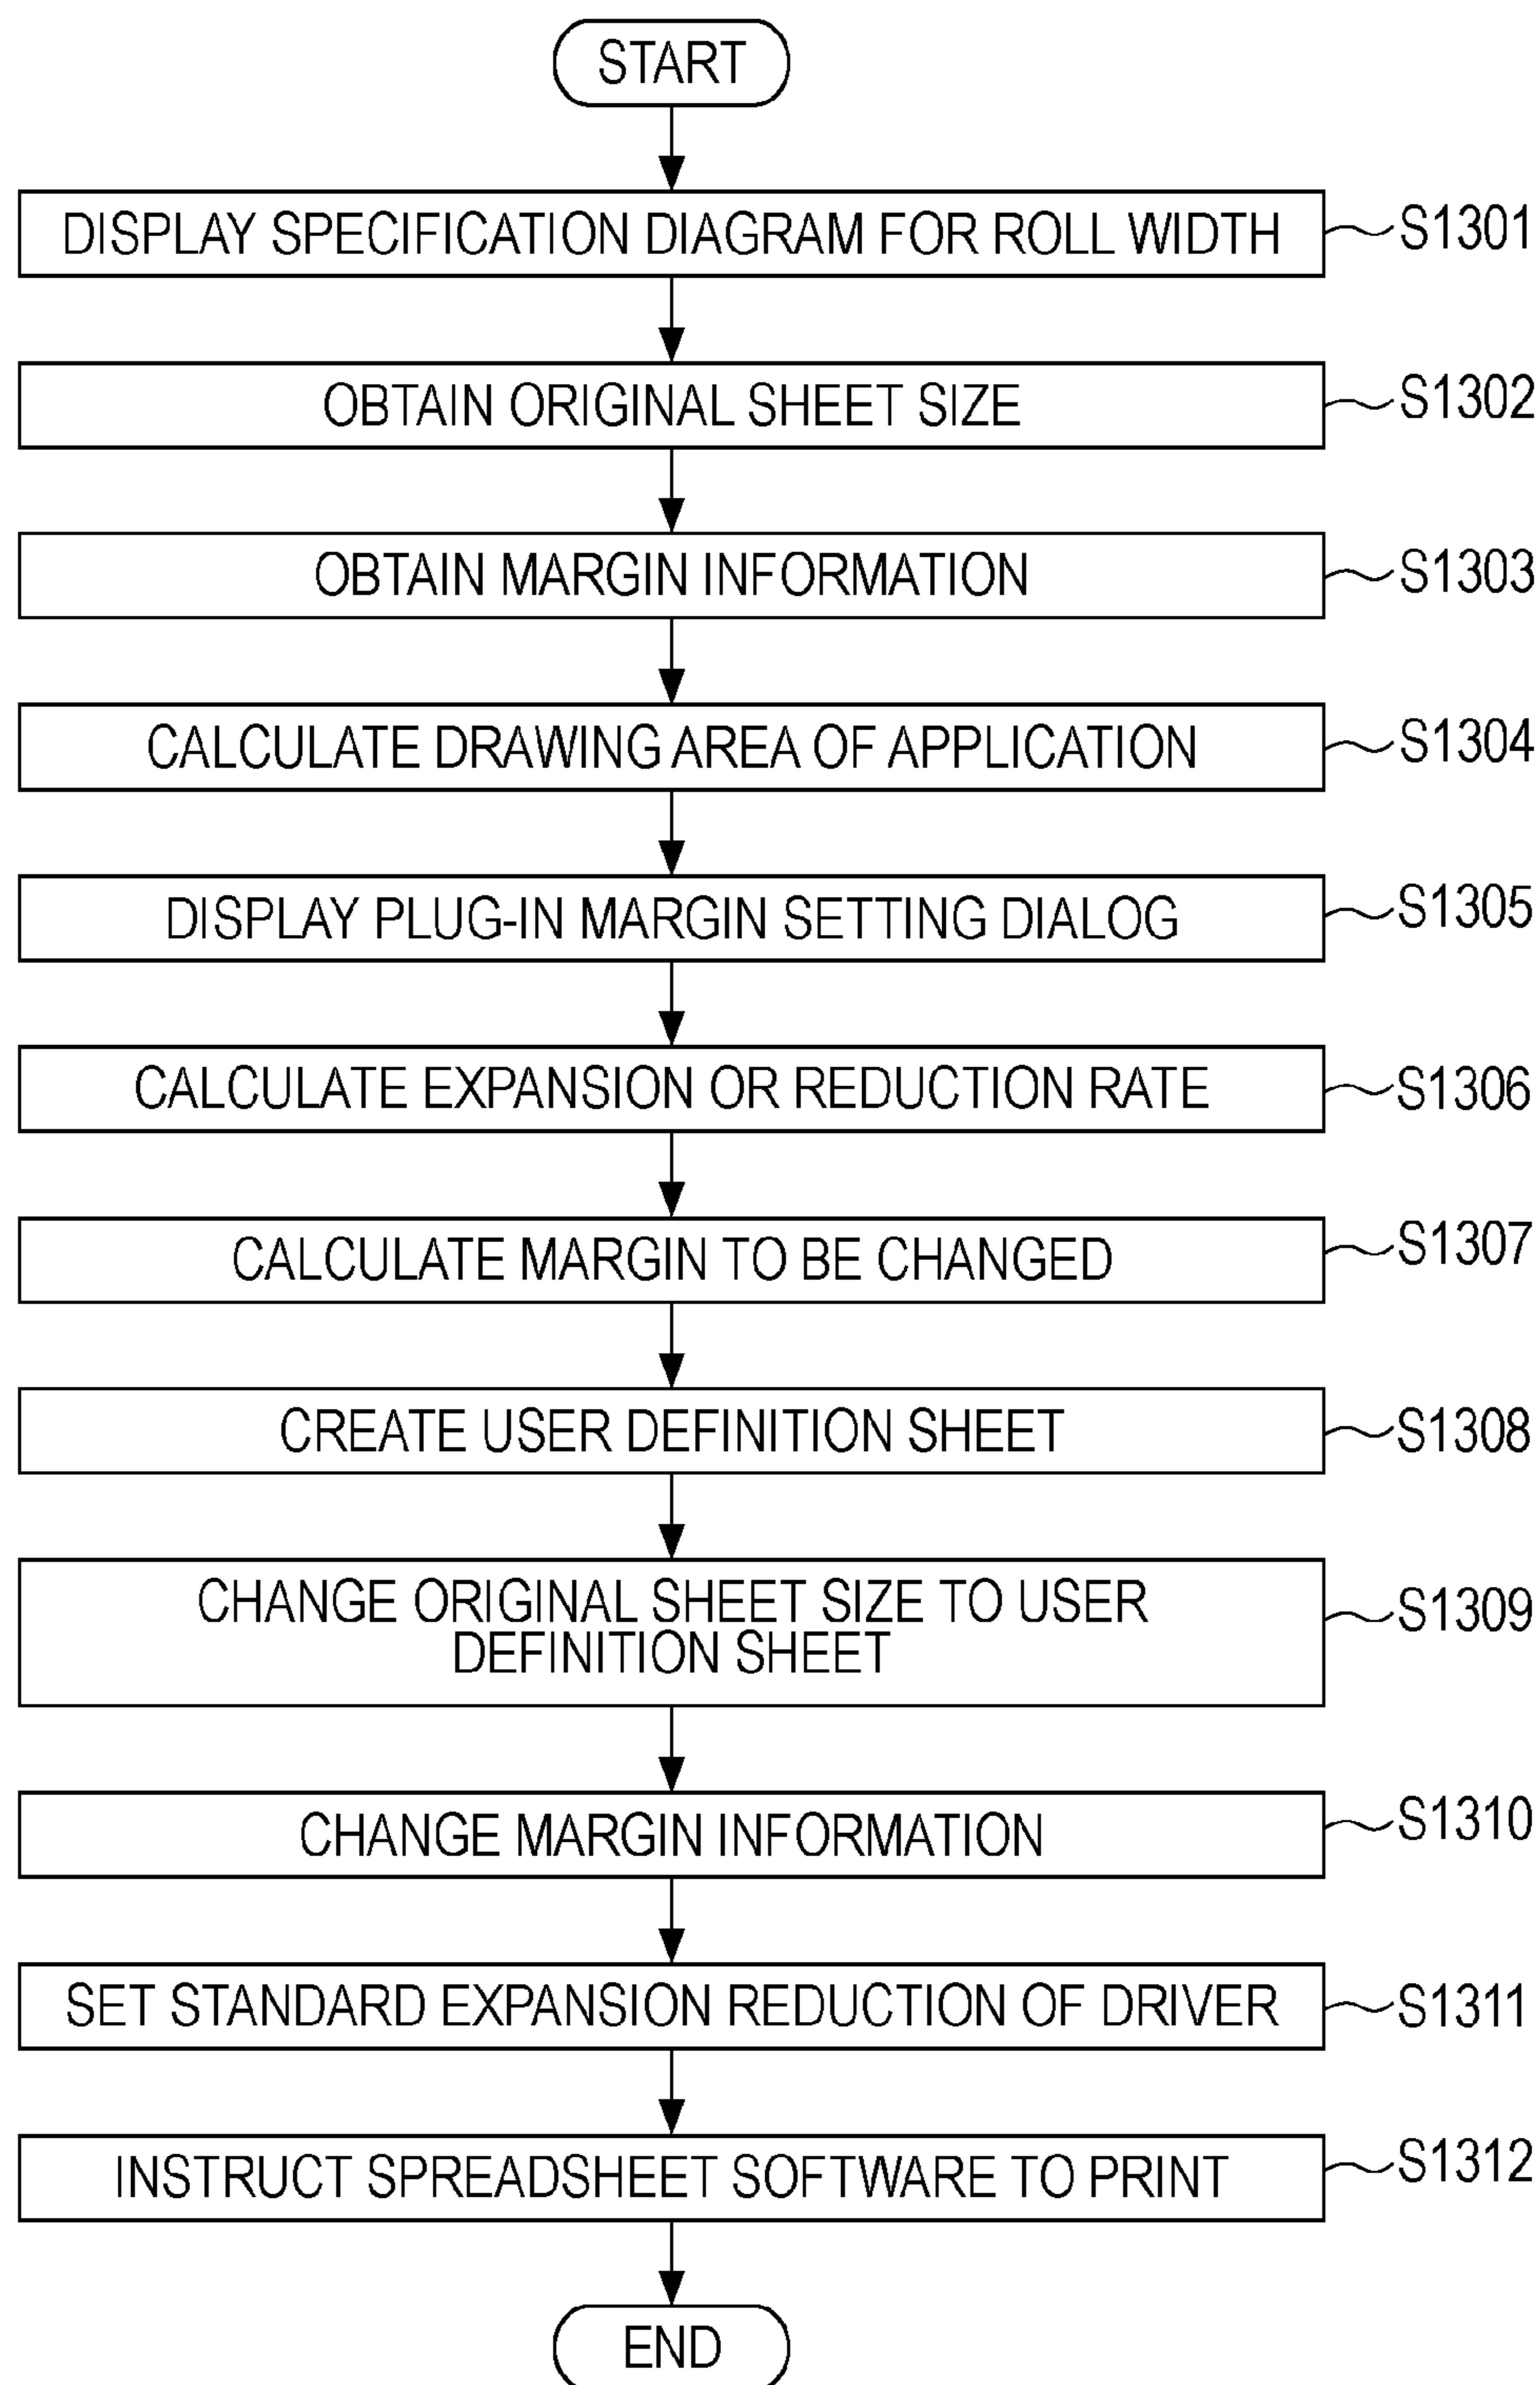 START
DISPLAY SPECIFICATION DIAGRAM FOR ROLL WIDTH
S1301
OBTAIN ORIGINAL SHEET SIZE
S1302
OBTAIN MARGIN INFORMATION
S1303
CALCULATE DRAWING AREA OF APPLICATION
S1304
DISPLAY PLUG-IN MARGIN SETTING DIALOG
S1305
CALCULATE EXPANSION OR REDUCTION RATE
S1306
CALCULATE MARGIN TO BE CHANGED
S1307
CREATE USER DEFINITION SHEET
S1308
CHANGE ORIGINAL SHEET SIZE TO USER
DEFINITION SHEET
S1309
CHANGE MARGIN INFORMATION
S1310
SET STANDARD EXPANSION REDUCTION OF DRIVER
S1311
INSTRUCT SPREADSHEET SOFTWARE TO PRINT
S1312
END